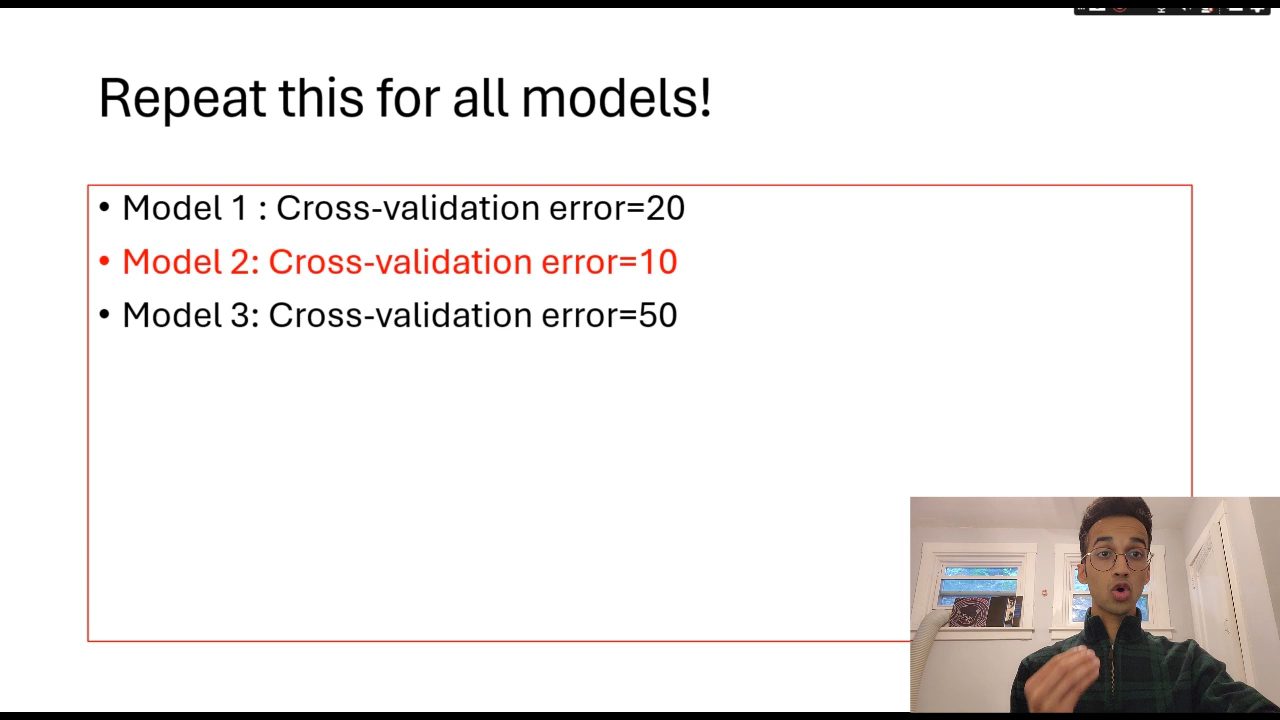 Repeat this for all models!
• Model 1 : Cross-validation error=20
• Model 2: Cross-validation error=10
• Model 3: Cross-validation error=50